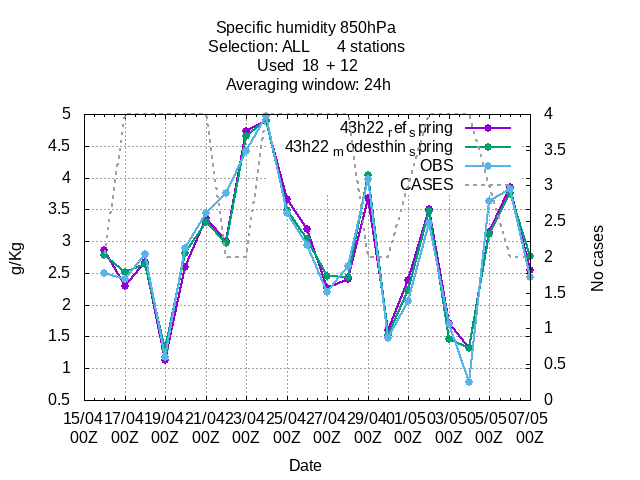 Specific humidity 850hPa
Selection: ALL 4 stations
Used 18 + 12
Averaging window: 24h
43h22 refspring
43h22 modesthinspring
OBS
CASES
5
4.5
4
3.5
3
2.5
2
1.5
1
0.5
g/Kg
4
3.5
3
2.5
2
1.5
1
0.5
0
No cases
15/04 17/04 19/04 21/04 23/04 25/04 27/04 29/04 01/05 03/05 05/05 07/05
00Z 00Z 00Z 00Z 00Z 00Z 00Z 00Z 00Z 00Z 00Z 00Z
Date